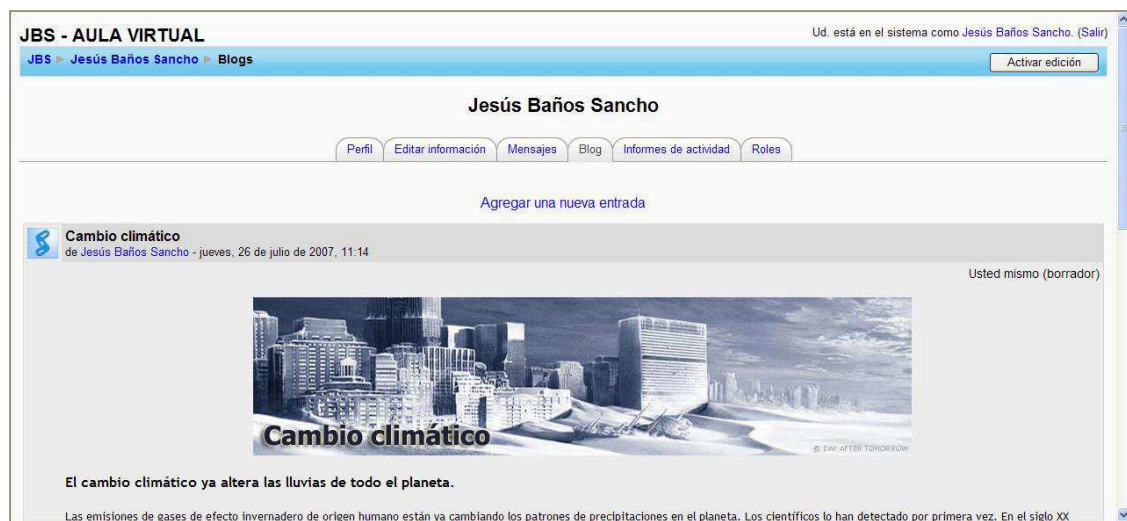 JBS - AULA VIRTUAL
Ud. está en el sistema como Jesús Baños Sancho. (Salir)
JBS ► Jesús Baños Sancho ► Blogs
Activar edición
Jesús Baños Sancho
Perfil Editar información Mensajes Blog Informes de actividad Roles
Agregar una nueva entrada
Cambio climático
de Jesús Baños Sancho - jueves, 26 de julio de 2007, 11:14
Usted mismo (borrador)
Cambio climático
© DAY AFTER TOMORROW
El cambio climático ya altera las lluvias de todo el planeta.
Las emisiones de gases de efecto invernadero de origen humano están ya cambiando los patrones de precipitaciones en el planeta. Los científicos lo han detectado por primera vez. En el siglo XX